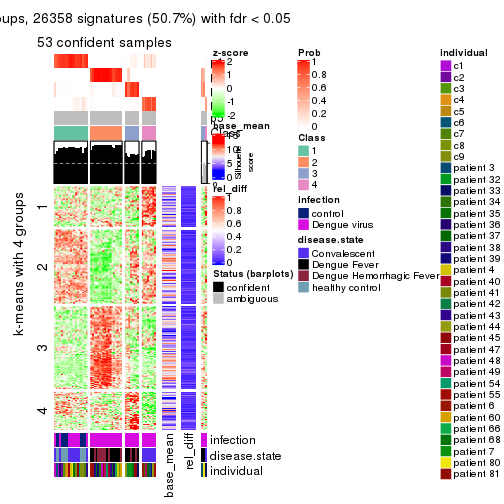 oups, 26358 signatures (50.7%) with fdr < 0.05
53 confident samples
k-means with 4 groups
1
2
3
4
base_mean
rel_diff
infection
disease.state
individual
z-score
2
1
0
-1
-2
base_mean
15
10
5
0
Silhouette
score
rel_diff
1
0.8
0.6
0.4
0.2
0
Status (barplots)
confident
ambiguous
Prob
1
0.8
0.6
0.4
0.2
0
Class
1
2
3
4
infection
control
Dengue virus
disease.state
Convalescent
Dengue Fever
Dengue Hemorrhagic Fever
healthy control
individual
c1
c2
c3
c4
c5
c6
c7
c8
c9
patient 3
patient 32
patient 33
patient 34
patient 35
patient 36
patient 37
patient 38
patient 39
patient 4
patient 40
patient 41
patient 42
patient 43
patient 44
patient 45
patient 47
patient 48
patient 49
patient 54
patient 55
patient 6
patient 60
patient 66
patient 68
patient 7
patient 80
patient 81